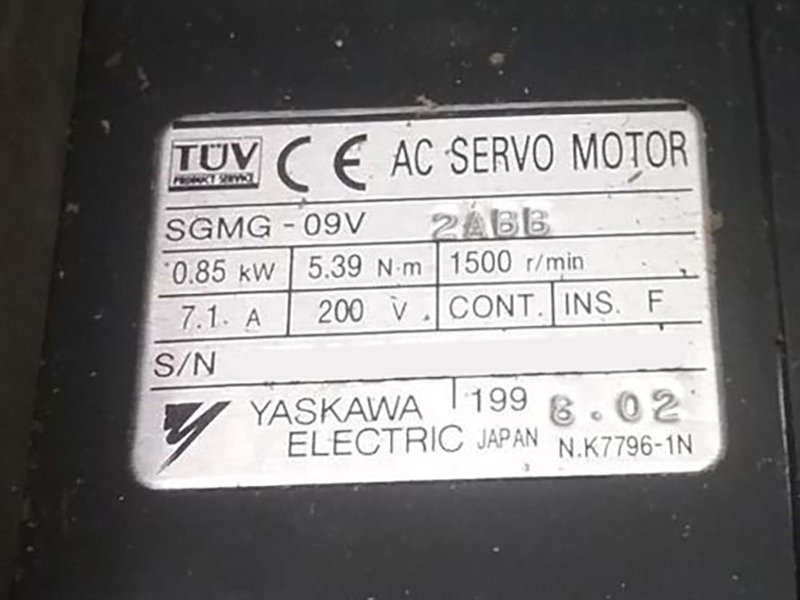 TÜV PRODUCT SERVICE CE AC SERVO MOTOR
SGMG-09V 2ABB
0.85 kW 5.39 N·m 1500 r/min
7.1 A 200 V CONT. INS. F
S/N
YASKAWA ELECTRIC JAPAN
199 .02
N.K7796-1N